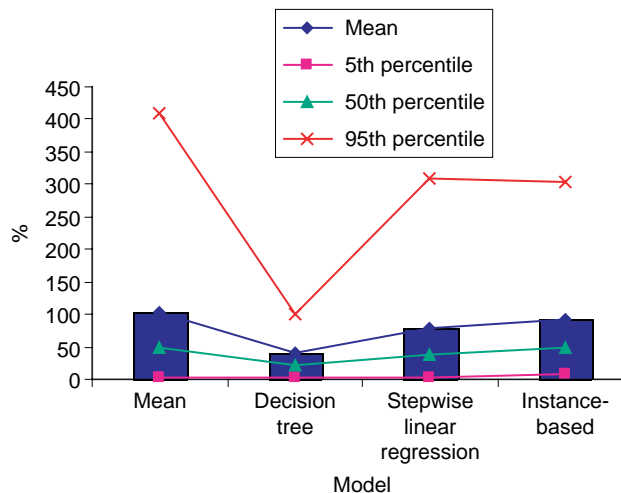 Mean
5th percentile
50th percentile
95th percentile
450
400
350
300
250
200
150
100
50
0
%
Mean
Decision
tree
Stepwise
linear
regression
Instance-
based
Model